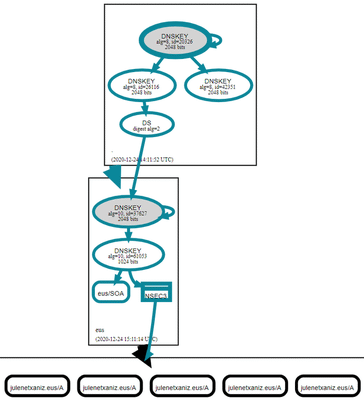 DNSKEY
alg=8, id=20326
2048 bits
DNSKEY
alg=8, id=26116
2048 bits
DNSKEY
alg=8, id=42351
2048 bits
DS
digest alg=2
.
(2020-12-24 14:11:52 UTC)
DNSKEY
alg=10, id=37627
2048 bits
DNSKEY
alg=10, id=61053
1024 bits
eus/SOA
NSEC3
eus
(2020-12-24 15:11:14 UTC)
julenetxaniz.eus/A
julenetxaniz.eus/A
julenetxaniz.eus/A
julenetxaniz.eus/A
julenetxaniz.eus/A